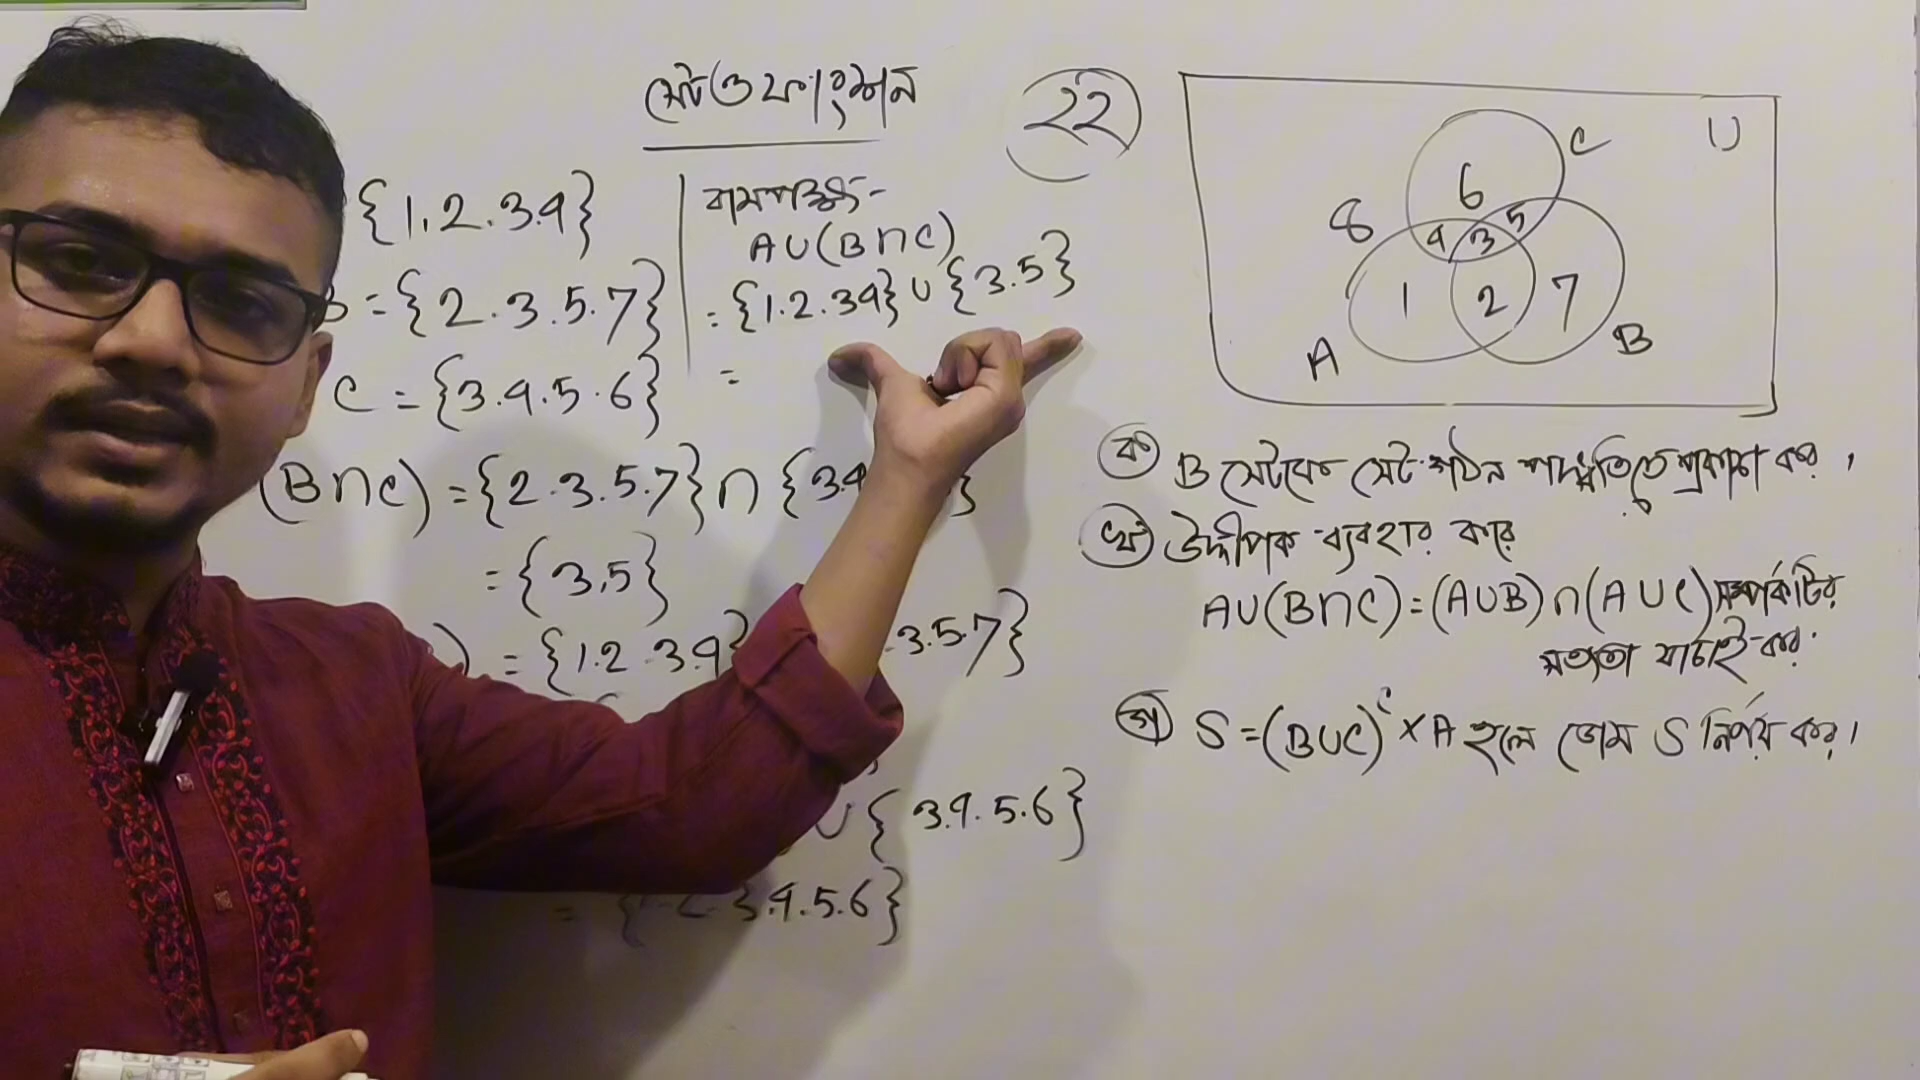 সেট ও ফাংশন
২২
{1,2.3.4}
B={2.3.5.7}
C={3.4.5.6}
(B∩C)={2.3.5.7}∩{3.4
={3,5}
)={1.2.3.4} .3.5.7}
∪{3.4.5.6}
={ 3.4.5.6}
বামপক্ষ-
A∪(B∩C)
={1.2.34}∪{3.5}
=
U
C
6
8
4 3 5
1 2 7
A B
ক B সেটকে সেট গঠন পদ্ধতিতে প্রকাশ কর।
খ উদ্দীপক ব্যবহার করে
A∪(B∩C)=(A∪B)∩(A∪C) সম্পর্কটির
সত্যতা যাচাই কর।
গ S=(B∪C)ᶜ×A হলে ডোম S নির্ণয় কর।